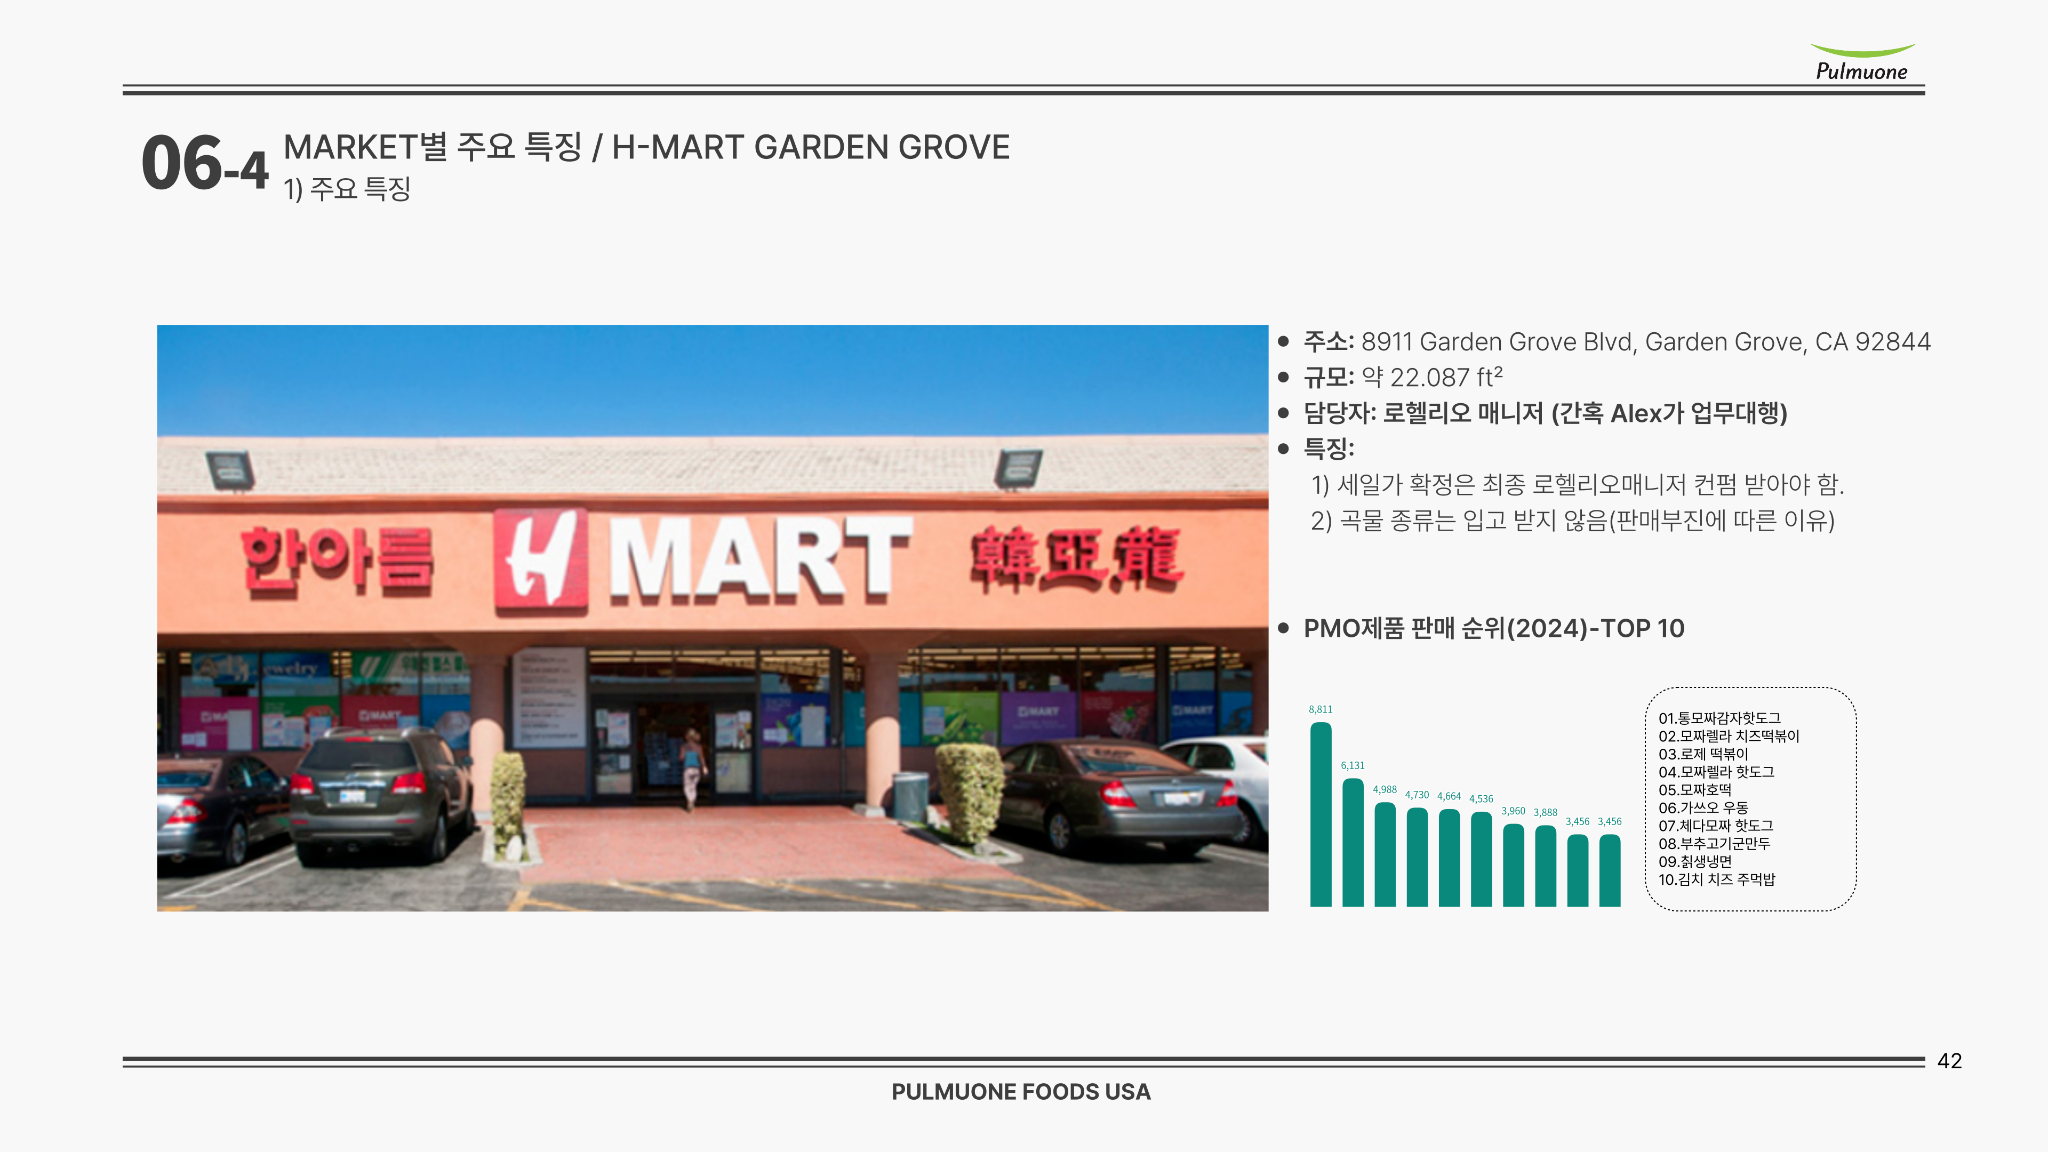 Pulmuone
06-4
MARKET별 주요 특징 / H-MART GARDEN GROVE
1) 주요 특징
한아름 H MART 韓亞龍
ewelry
MART
MART
MART
• 주소: 8911 Garden Grove Blvd, Garden Grove, CA 92844
• 규모: 약 22.087 ft²
• 담당자: 로헬리오 매니저 (간혹 Alex가 업무대행)
• 특징:
1) 세일가 확정은 최종 로헬리오매니저 컨펌 받아야 함.
2) 곡물 종류는 입고 받지 않음(판매부진에 따른 이유)
• PMO제품 판매 순위(2024)-TOP 10
8,811
6,131
4,988
4,730
4,664
4,536
3,960
3,888
3,456
3,456
01.통모짜감자핫도그
02.모짜렐라 치즈떡볶이
03.로제 떡볶이
04.모짜렐라 핫도그
05.모짜호떡
06.가쓰오 우동
07.체다모짜 핫도그
08.부추고기군만두
09.칡생냉면
10.김치 치즈 주먹밥
42
PULMUONE FOODS USA